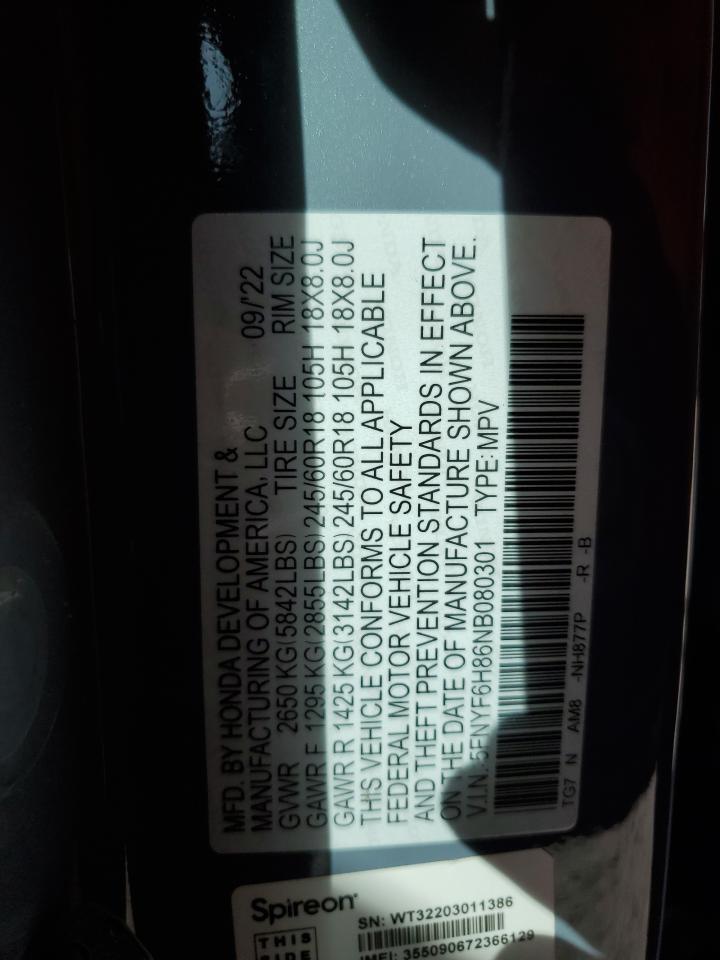 MFD. BY HONDA DEVELOPMENT &
MANUFACTURING OF AMERICA, LLC 09/'22
GVWR 2650 KG(5842LBS) TIRE SIZE RIM SIZE
GAWR F 1295 KG(2855LBS) 245/60R18 105H 18X8.0J
GAWR R 1425 KG(3142LBS) 245/60R18 105H 18X8.0J
THIS VEHICLE CONFORMS TO ALL APPLICABLE
FEDERAL MOTOR VEHICLE SAFETY
AND THEFT PREVENTION STANDARDS IN EFFECT
ON THE DATE OF MANUFACTURE SHOWN ABOVE.
V.I.N.:5FNYF6H86NB080301 TYPE:MPV
TG7 N AM8 -NH877P -R -B
Spireon
SN: WT32203011386
THIS
SIDE
IMEI: 355090672366129